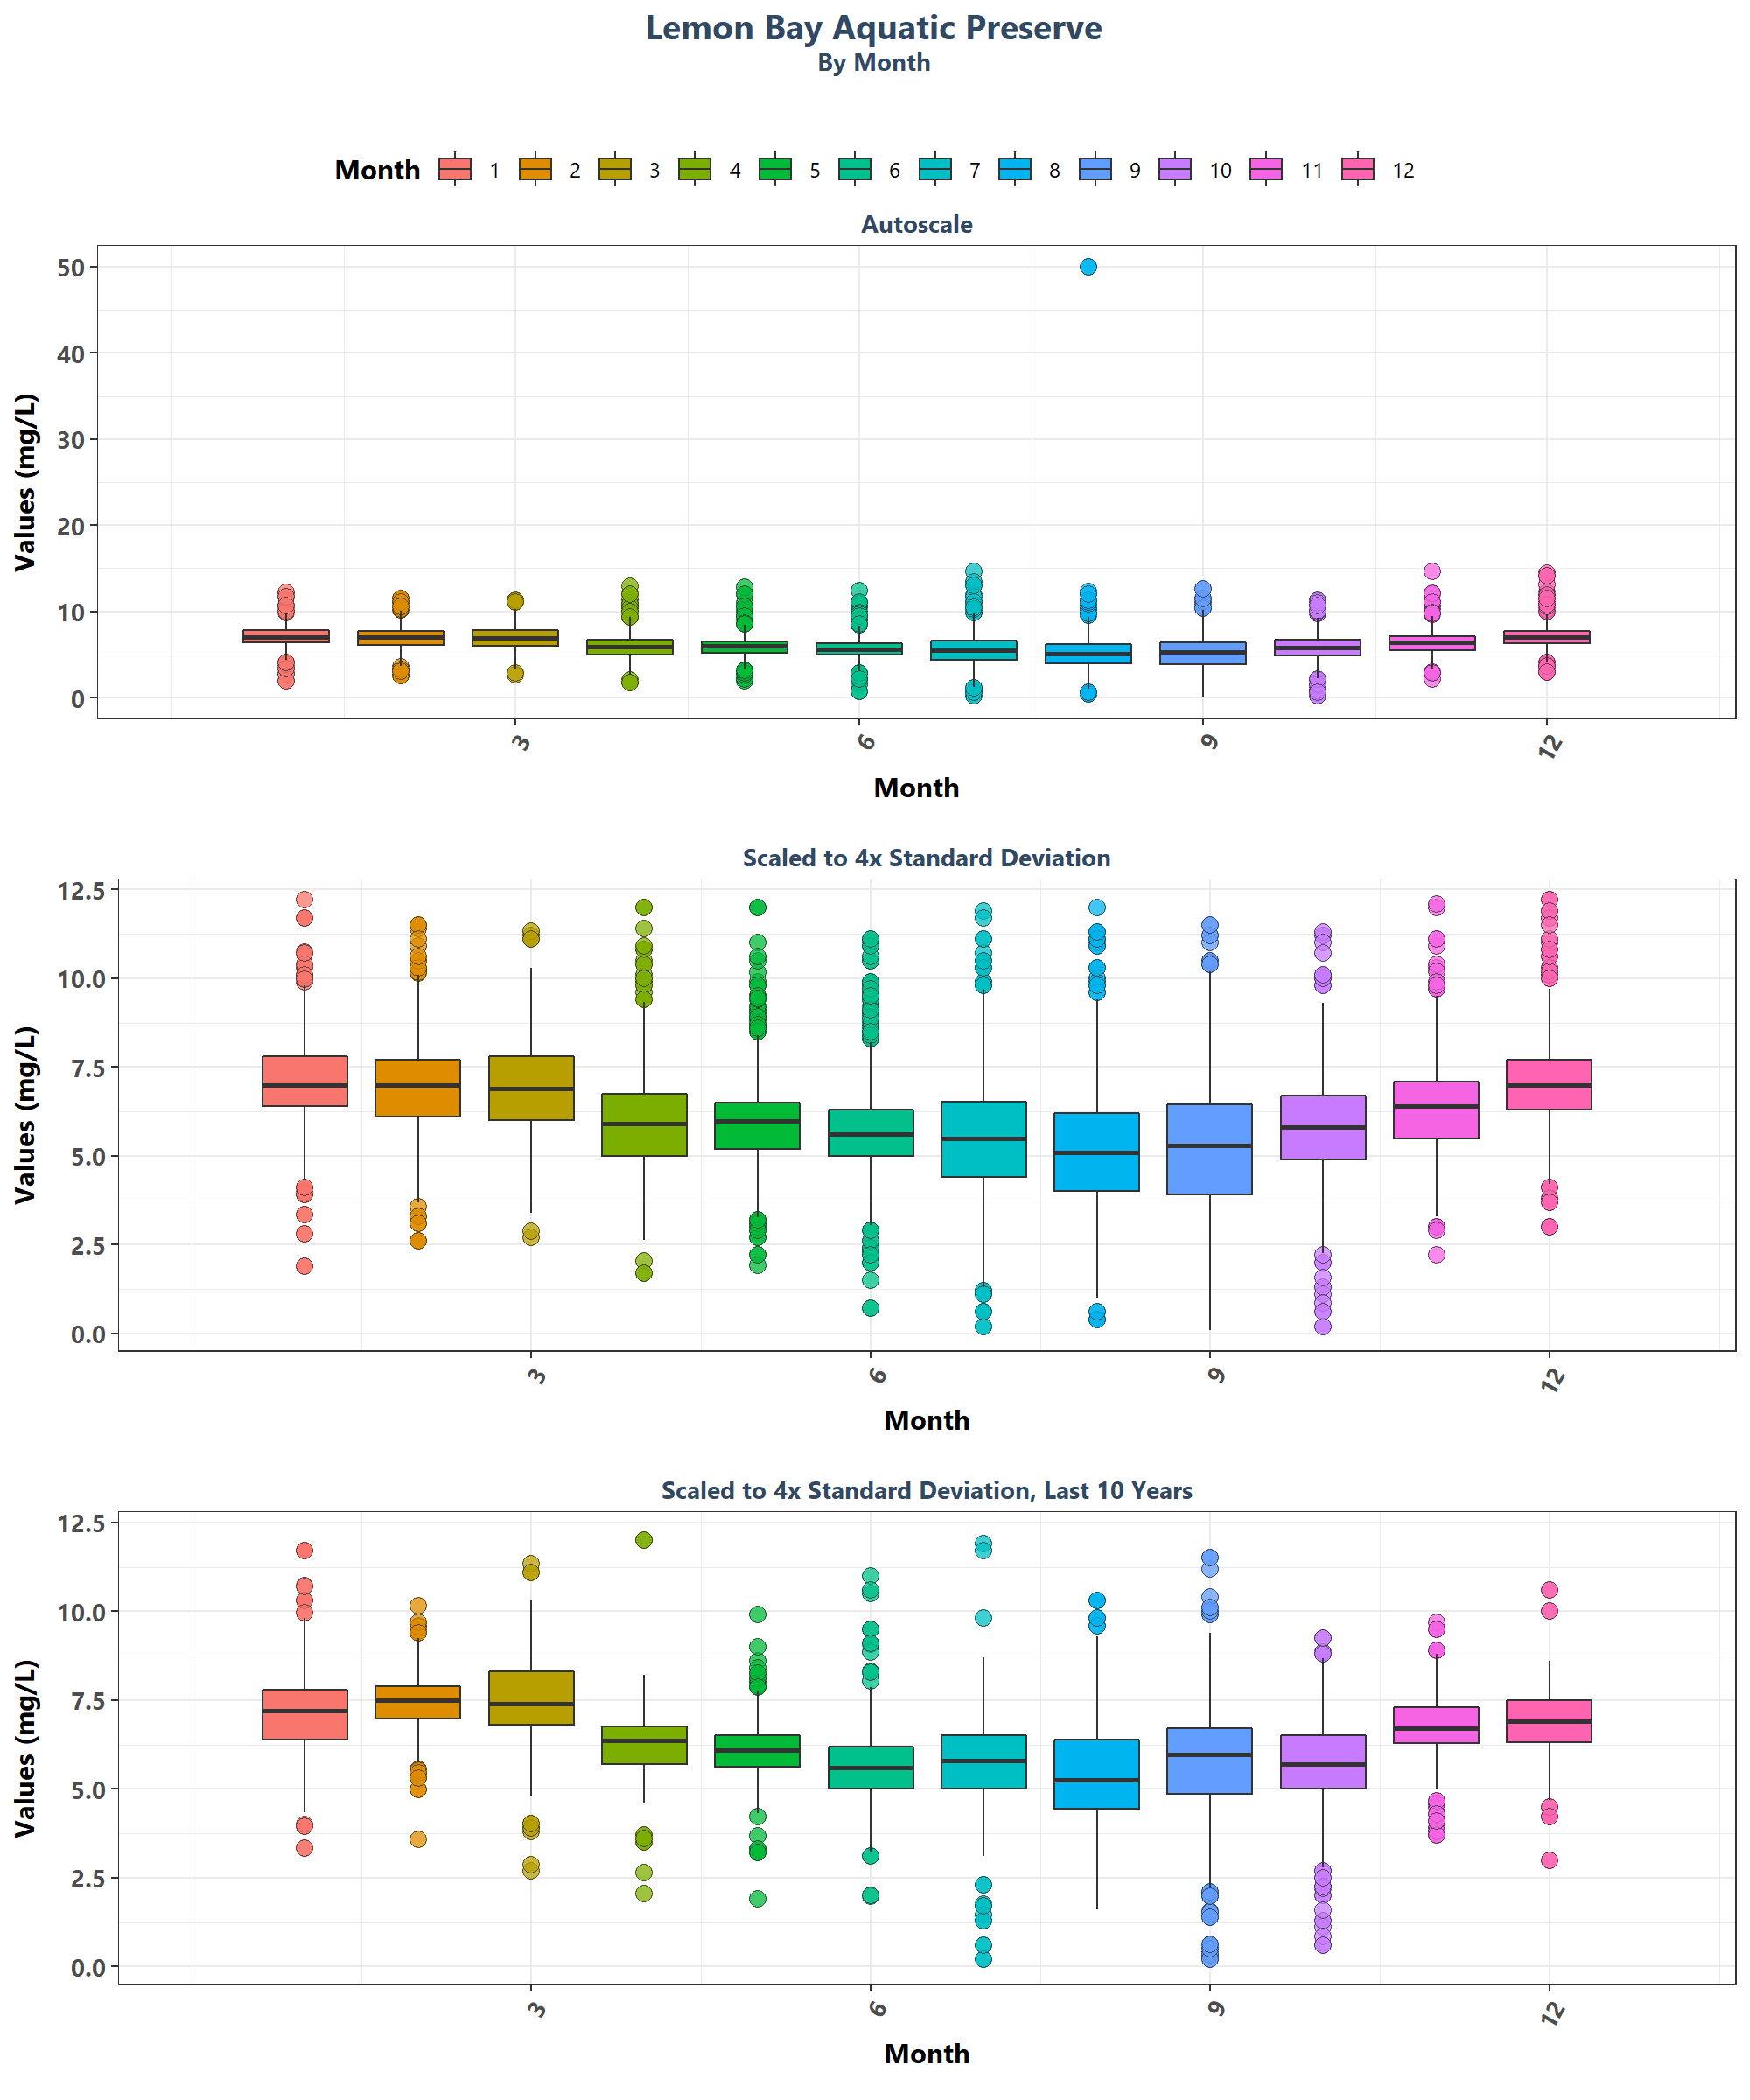 Lemon Bay Aquatic Preserve
By Month
Month 1 2 3 4 5 6 7 8 9 10 11 12
Autoscale
Values (mg/L)
50
40
30
20
10
0
3 6 9 12
Month
Scaled to 4x Standard Deviation
Values (mg/L)
12.5
10.0
7.5
5.0
2.5
0.0
3 6 9 12
Month
Scaled to 4x Standard Deviation, Last 10 Years
Values (mg/L)
12.5
10.0
7.5
5.0
2.5
0.0
3 6 9 12
Month